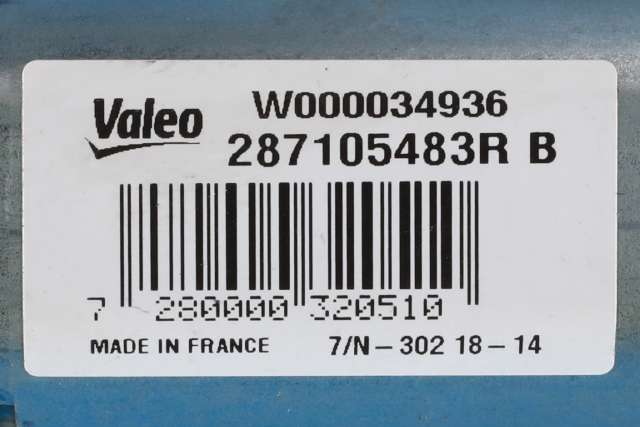 Valeo
W000034936
287105483R B
7 280000 320510
MADE IN FRANCE 7/N-302 18-14